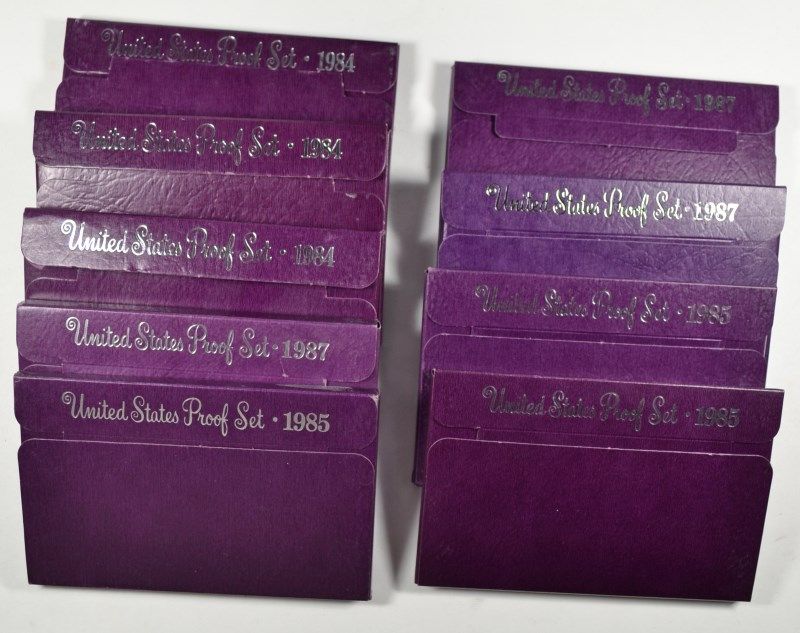 United States Proof Set · 1984
United States Proof Set · 1984
United States Proof Set · 1984
United States Proof Set · 1987
United States Proof Set · 1985
United States Proof Set · 1987
United States Proof Set · 1987
United States Proof Set · 1985
United States Proof Set · 1985